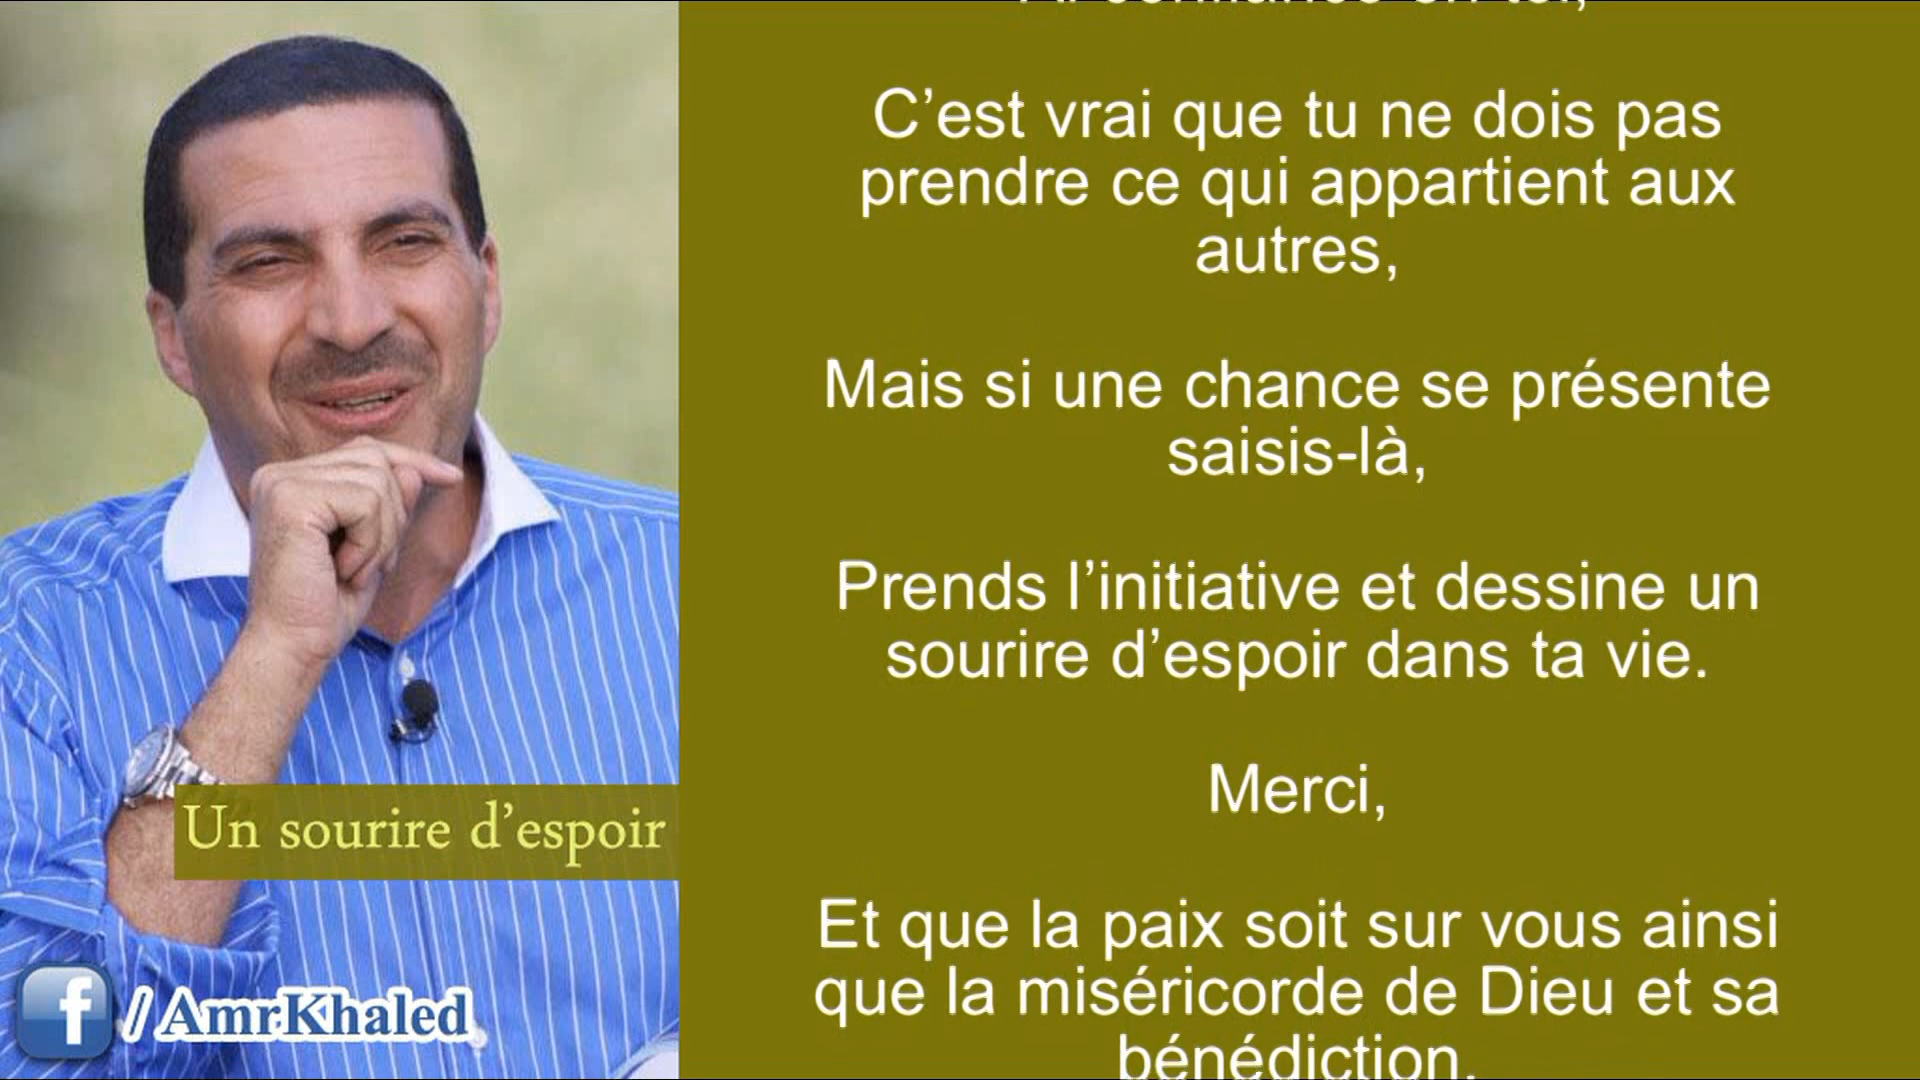 C’est vrai que tu ne dois pas
prendre ce qui appartient aux
autres,
Mais si une chance se présente
saisis-là,
Prends l’initiative et dessine un
sourire d’espoir dans ta vie.
Merci,
Et que la paix soit sur vous ainsi
que la miséricorde de Dieu et sa
bénédiction.
Un sourire d’espoir
f /AmrKhaled